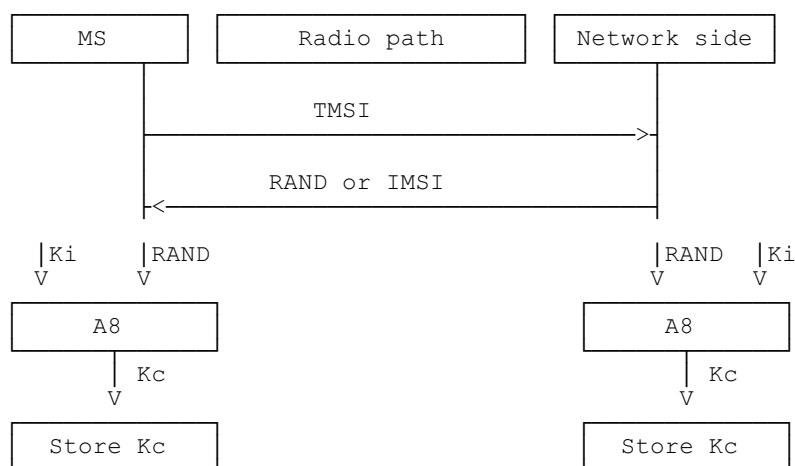 MS Radio path Network side
TMSI
RAND or IMSI
Ki RAND RAND Ki
A8 A8
Kc Kc
Store Kc Store Kc